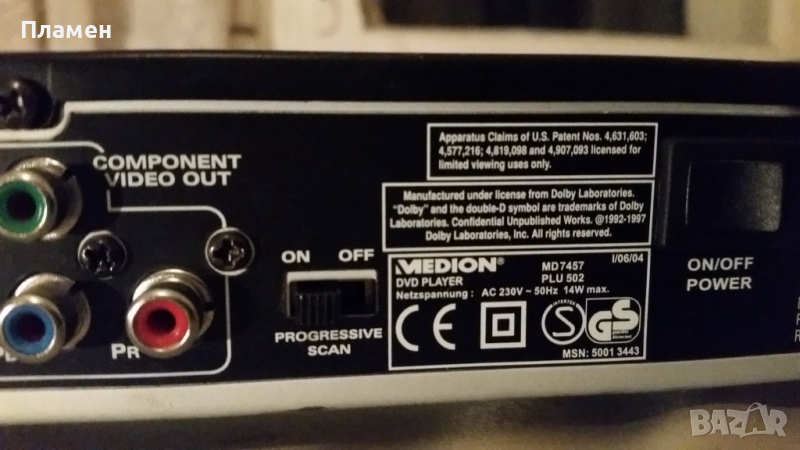 Пламен
Apparatus Claims of U.S. Patent Nos. 4,631,603;
4,577,216; 4,819,098 and 4,907,093 licensed for
limited viewing uses only.
COMPONENT
VIDEO OUT
Manufactured under license from Dolby Laboratories.
"Dolby" and the double-D symbol are trademarks of Dolby
Laboratories. Confidential Unpublished Works. @1992-1997
Dolby Laboratories, Inc. All rights reserved.
ON OFF
PROGRESSIVE
SCAN
PR
MEDION® MD7457 I/06/04
DVD PLAYER PLU 502
Netzspannung : AC 230V ~ 50Hz 14W max.
CE
INTERTEK
S
GS
MSN: 5001 3443
ON/OFF
POWER
BAZAR